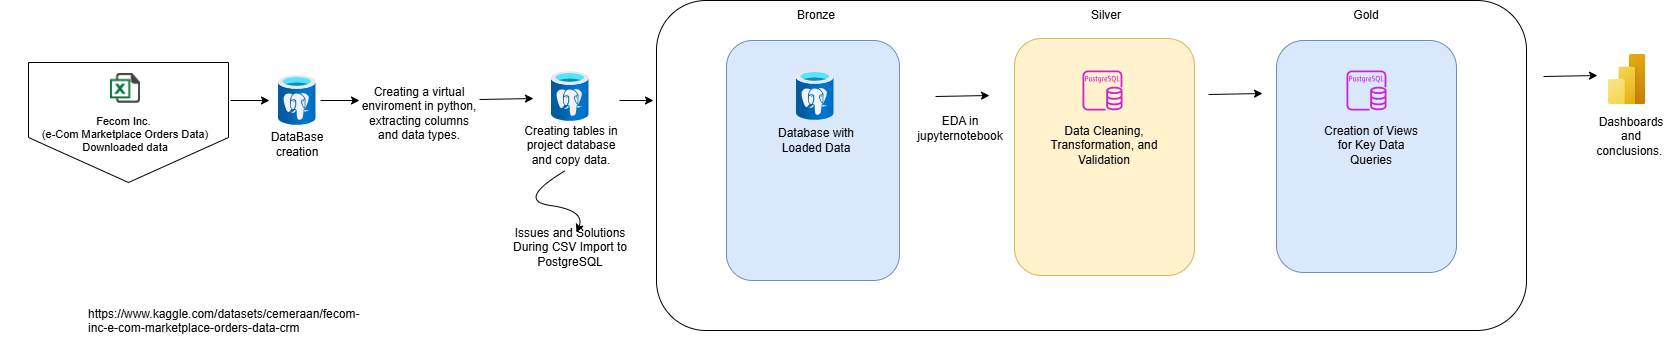 Bronze
Silver
Gold
Fecom Inc.
(e-Com Marketplace Orders Data)
Downloaded data
DataBase
creation
Creating a virtual
enviroment in python,
extracting columns
and data types.
Creating tables in
project database
and copy data.
Issues and Solutions
During CSV Import to
PostgreSQL
Database with
Loaded Data
EDA in
jupyternotebook
PostgreSQL
Data Cleaning,
Transformation, and
Validation
PostgreSQL
Creation of Views
for Key Data
Queries
Dashboards
and
conclusions.
https://www.kaggle.com/datasets/cemeraan/fecom-
inc-e-com-marketplace-orders-data-crm